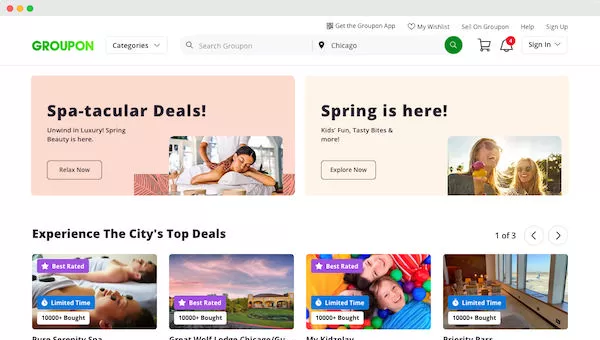 Get the Groupon App
My Wishlist
Sell On Groupon
Help
Sign Up
GROUPON
Categories
Search Groupon
Chicago
4
Sign In
Spa-tacular Deals!
Unwind in Luxury! Spring
Beauty is here.
Relax Now
Spring is here!
Kids' Fun, Tasty Bites &
more!
Explore Now
Experience The City's Top Deals
1 of 3
Best Rated
Limited Time
10000+ Bought
Pure Serenity Spa
Best Rated
10000+ Bought
Great Wolf Lodge Chicago/Gu
Best Rated
Limited Time
10000+ Bought
My Kidzplay
Limited Time
10000+ Bought
Priority Pars